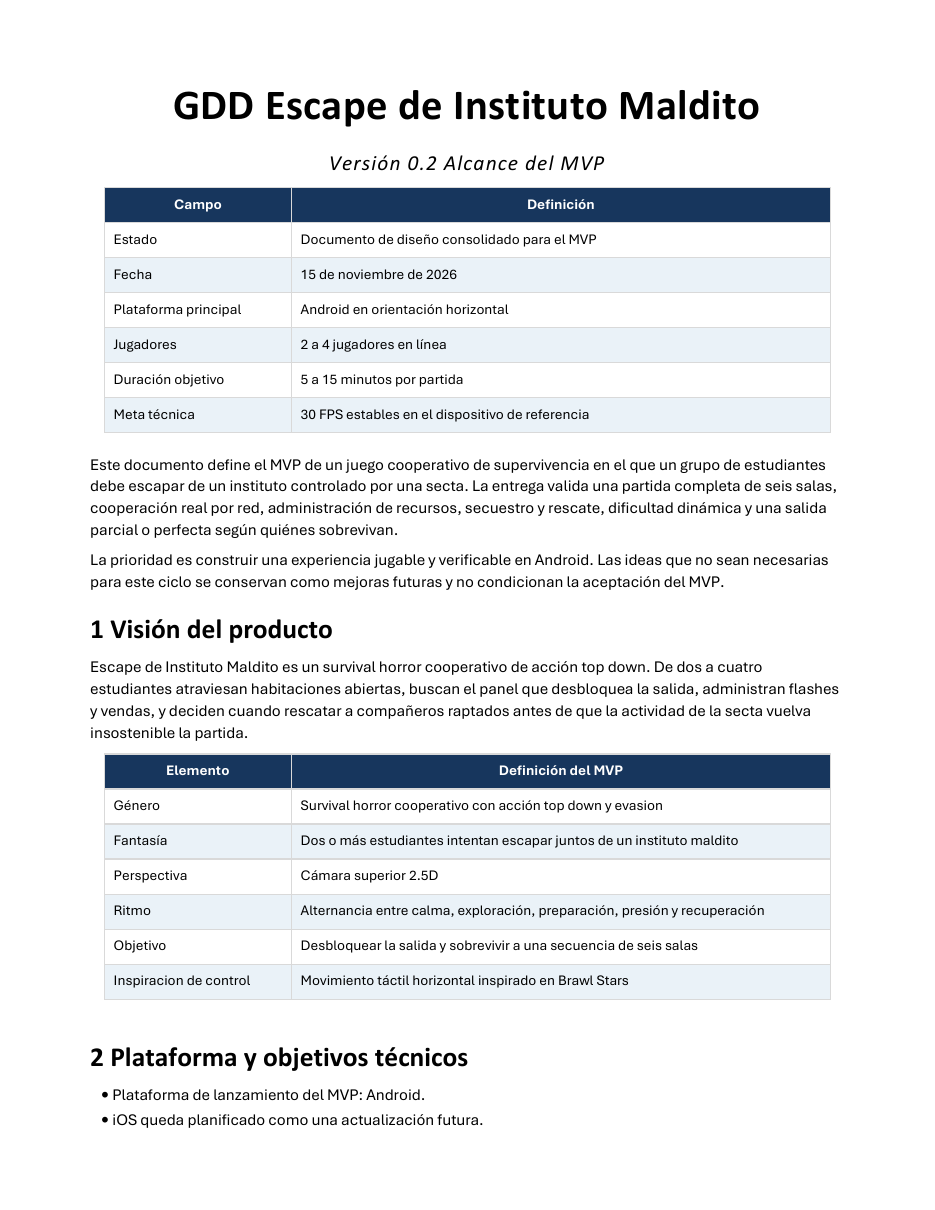 GDD Escape de Instituto Maldito
Versión 0.2 Alcance del MVP
Campo Definición
Estado Documento de diseño consolidado para el MVP
Fecha 15 de noviembre de 2026
Plataforma principal Android en orientación horizontal
Jugadores 2 a 4 jugadores en línea
Duración objetivo 5 a 15 minutos por partida
Meta técnica 30 FPS estables en el dispositivo de referencia
Este documento define el MVP de un juego cooperativo de supervivencia en el que un grupo de estudiantes
debe escapar de un instituto controlado por una secta. La entrega valida una partida completa de seis salas,
cooperación real por red, administración de recursos, secuestro y rescate, dificultad dinámica y una salida
parcial o perfecta según quiénes sobrevivan.
La prioridad es construir una experiencia jugable y verificable en Android. Las ideas que no sean necesarias
para este ciclo se conservan como mejoras futuras y no condicionan la aceptación del MVP.
1 Visión del producto
Escape de Instituto Maldito es un survival horror cooperativo de acción top down. De dos a cuatro
estudiantes atraviesan habitaciones abiertas, buscan el panel que desbloquea la salida, administran flashes
y vendas, y deciden cuando rescatar a compañeros raptados antes de que la actividad de la secta vuelva
insostenible la partida.
Elemento Definición del MVP
Género Survival horror cooperativo con acción top down y evasion
Fantasía Dos o más estudiantes intentan escapar juntos de un instituto maldito
Perspectiva Cámara superior 2.5D
Ritmo Alternancia entre calma, exploración, preparación, presión y recuperación
Objetivo Desbloquear la salida y sobrevivir a una secuencia de seis salas
Inspiracion de control Movimiento táctil horizontal inspirado en Brawl Stars
2 Plataforma y objetivos técnicos
• Plataforma de lanzamiento del MVP: Android.
• iOS queda planificado como una actualización futura.